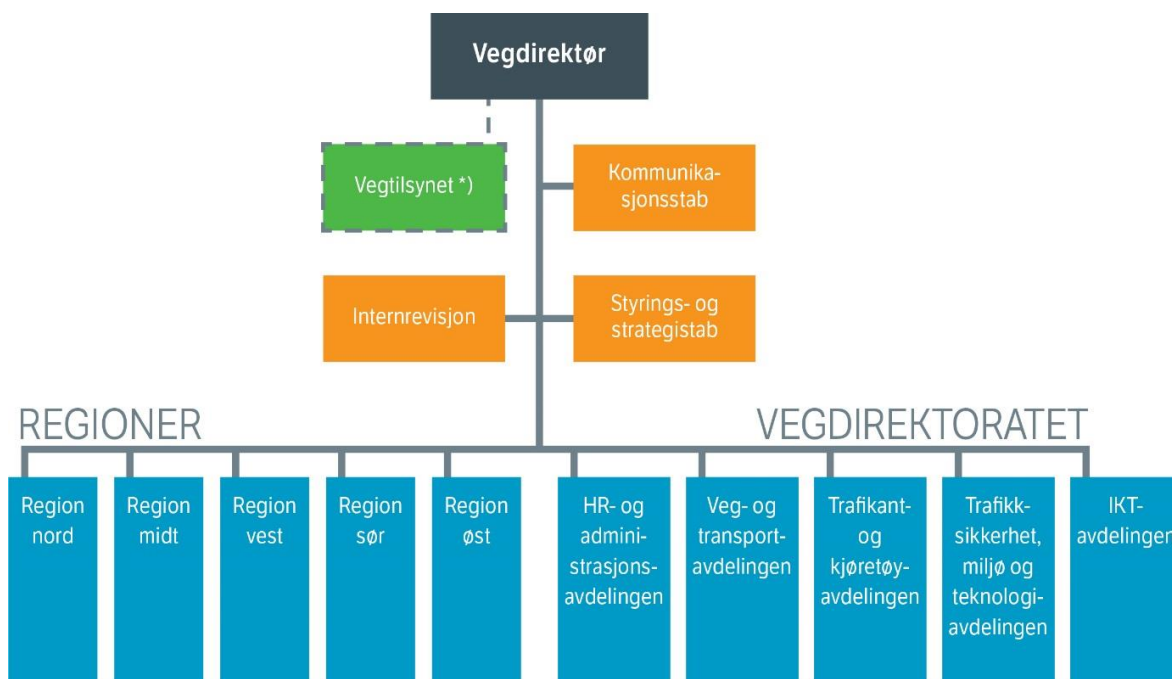 Vegdirektør
Vegtilsynet *)
Kommunika-
sjonsstab
Internrevisjon
Styrings- og
strategistab
REGIONER
VEGDIREKTORATET
Region
nord
Region
midt
Region
vest
Region
sør
Region
øst
HR- og
admini-
strasjons-
avdelingen
Veg- og
transport-
avdelingen
Trafikant-
og
kjøretøy-
avdelingen
Trafikk-
sikkerhet,
miljø og
teknologi-
avdelingen
IKT-
avdelingen